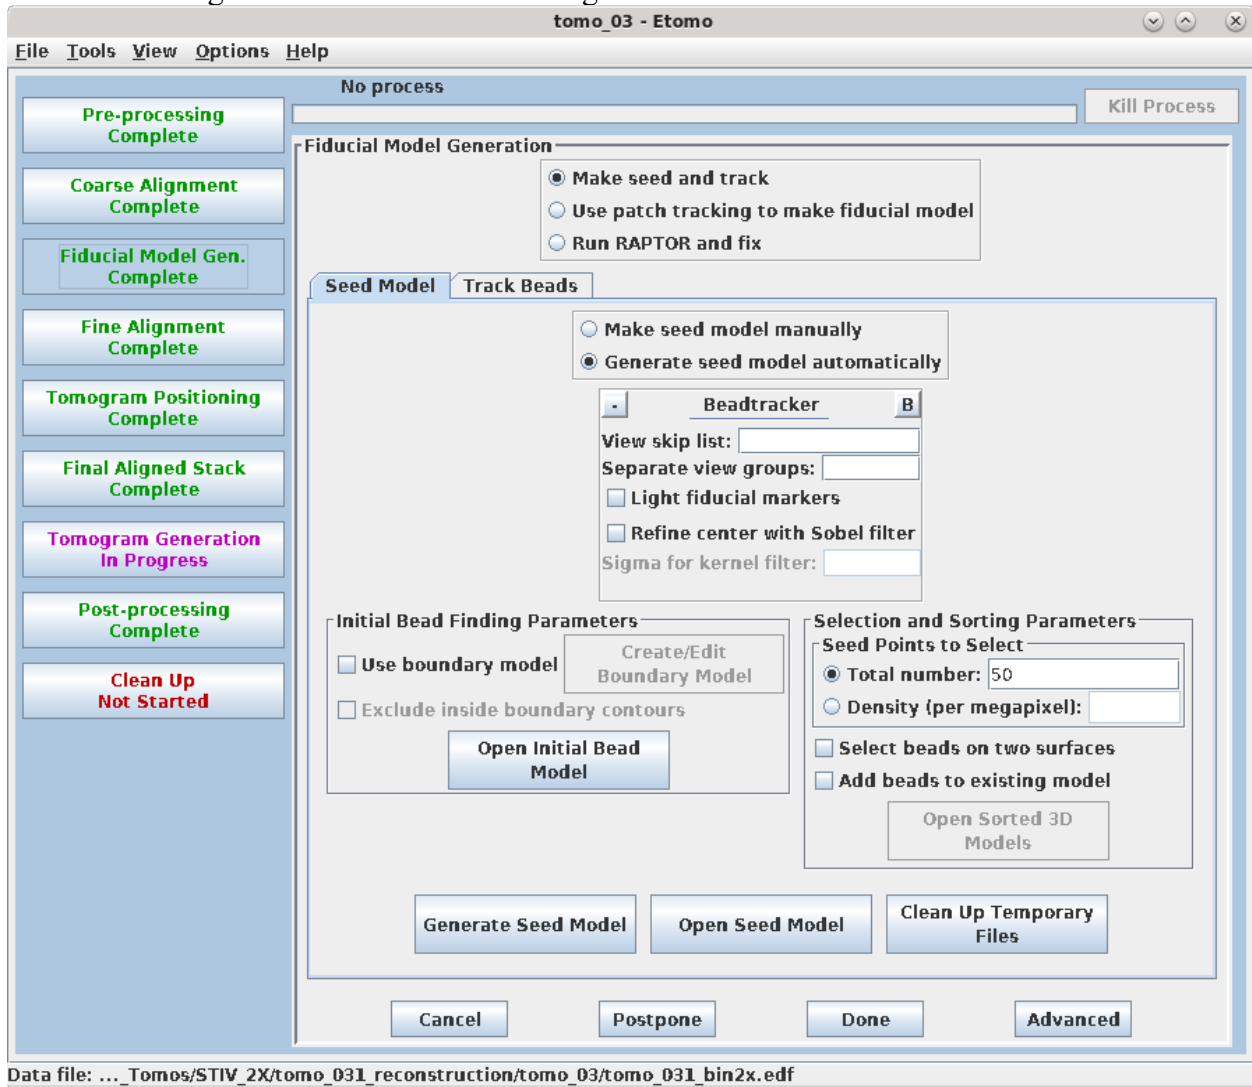 tomo_03 - Etomo
File Tools View Options Help
No process
Kill Process
Pre-processing
Complete
Coarse Alignment
Complete
Fiducial Model Gen.
Complete
Fine Alignment
Complete
Tomogram Positioning
Complete
Final Aligned Stack
Complete
Tomogram Generation
In Progress
Post-processing
Complete
Clean Up
Not Started
Fiducial Model Generation
Make seed and track
Use patch tracking to make fiducial model
Run RAPTOR and fix
Seed Model Track Beads
Make seed model manually
Generate seed model automatically
- Beadtracker B
View skip list:
Separate view groups:
Light fiducial markers
Refine center with Sobel filter
Sigma for kernel filter:
Initial Bead Finding Parameters
Use boundary model
Create/Edit
Boundary Model
Exclude inside boundary contours
Open Initial Bead
Model
Selection and Sorting Parameters
Seed Points to Select
Total number: 50
Density (per megapixel):
Select beads on two surfaces
Add beads to existing model
Open Sorted 3D
Models
Generate Seed Model
Open Seed Model
Clean Up Temporary
Files
Cancel Postpone Done Advanced
Data file: ..._Tomos/STIV_2X/tomo_031_reconstruction/tomo_03/tomo_031_bin2x.edf